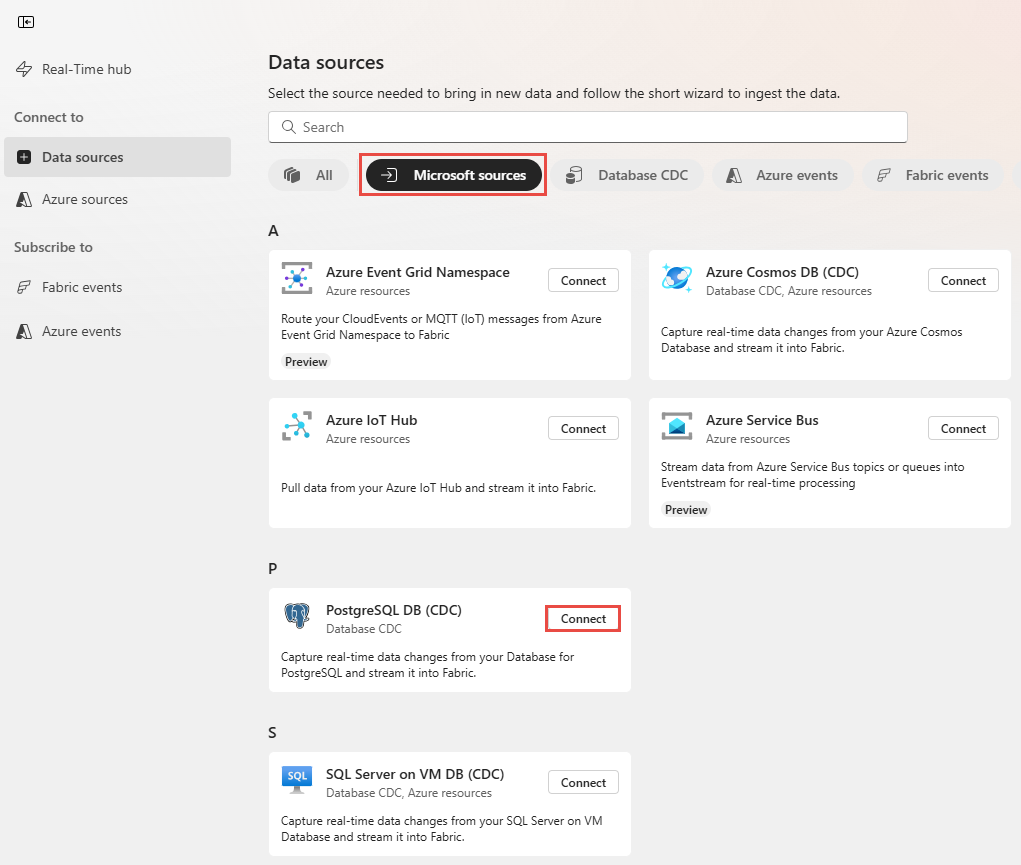 Real-Time hub
Connect to
Data sources
Azure sources
Subscribe to
Fabric events
Azure events
Data sources
Select the source needed to bring in new data and follow the short wizard to ingest the data.
Search
All
Microsoft sources
Database CDC
Azure events
Fabric events
A
Azure Event Grid Namespace
Azure resources
Connect
Route your CloudEvents or MQTT (IoT) messages from Azure
Event Grid Namespace to Fabric
Preview
Azure Cosmos DB (CDC)
Database CDC, Azure resources
Connect
Capture real-time data changes from your Azure Cosmos
Database and stream it into Fabric.
Azure IoT Hub
Azure resources
Connect
Pull data from your Azure IoT Hub and stream it into Fabric.
Azure Service Bus
Azure resources
Connect
Stream data from Azure Service Bus topics or queues into
Eventstream for real-time processing
Preview
P
PostgreSQL DB (CDC)
Database CDC
Connect
Capture real-time data changes from your Database for
PostgreSQL and stream it into Fabric.
S
SQL
SQL Server on VM DB (CDC)
Database CDC, Azure resources
Connect
Capture real-time data changes from your SQL Server on VM
Database and stream it into Fabric.